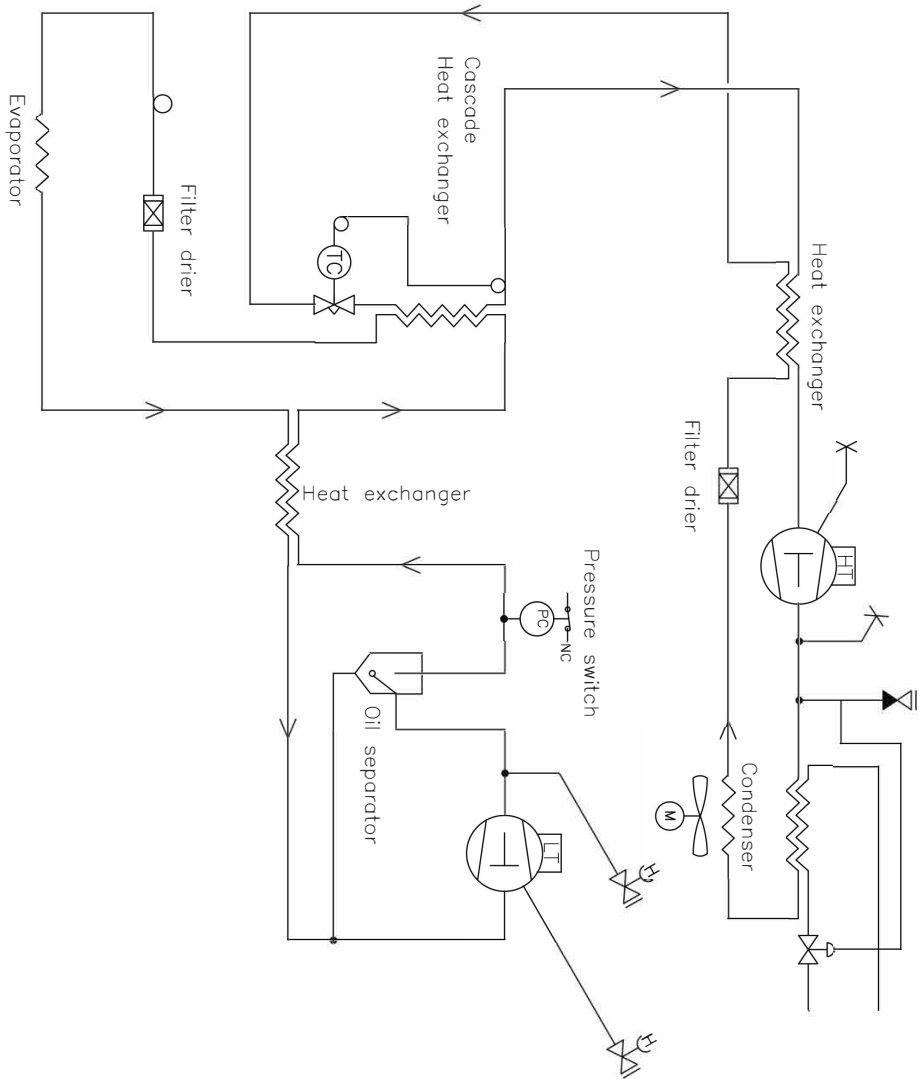 Cascade
Heat exchanger
Evaporator
Filter drier
TC
Heat exchanger
Filter drier
Heat exchanger
HT
Pressure switch
PC
NC
Oil separator
Condenser
M
LT
H
H